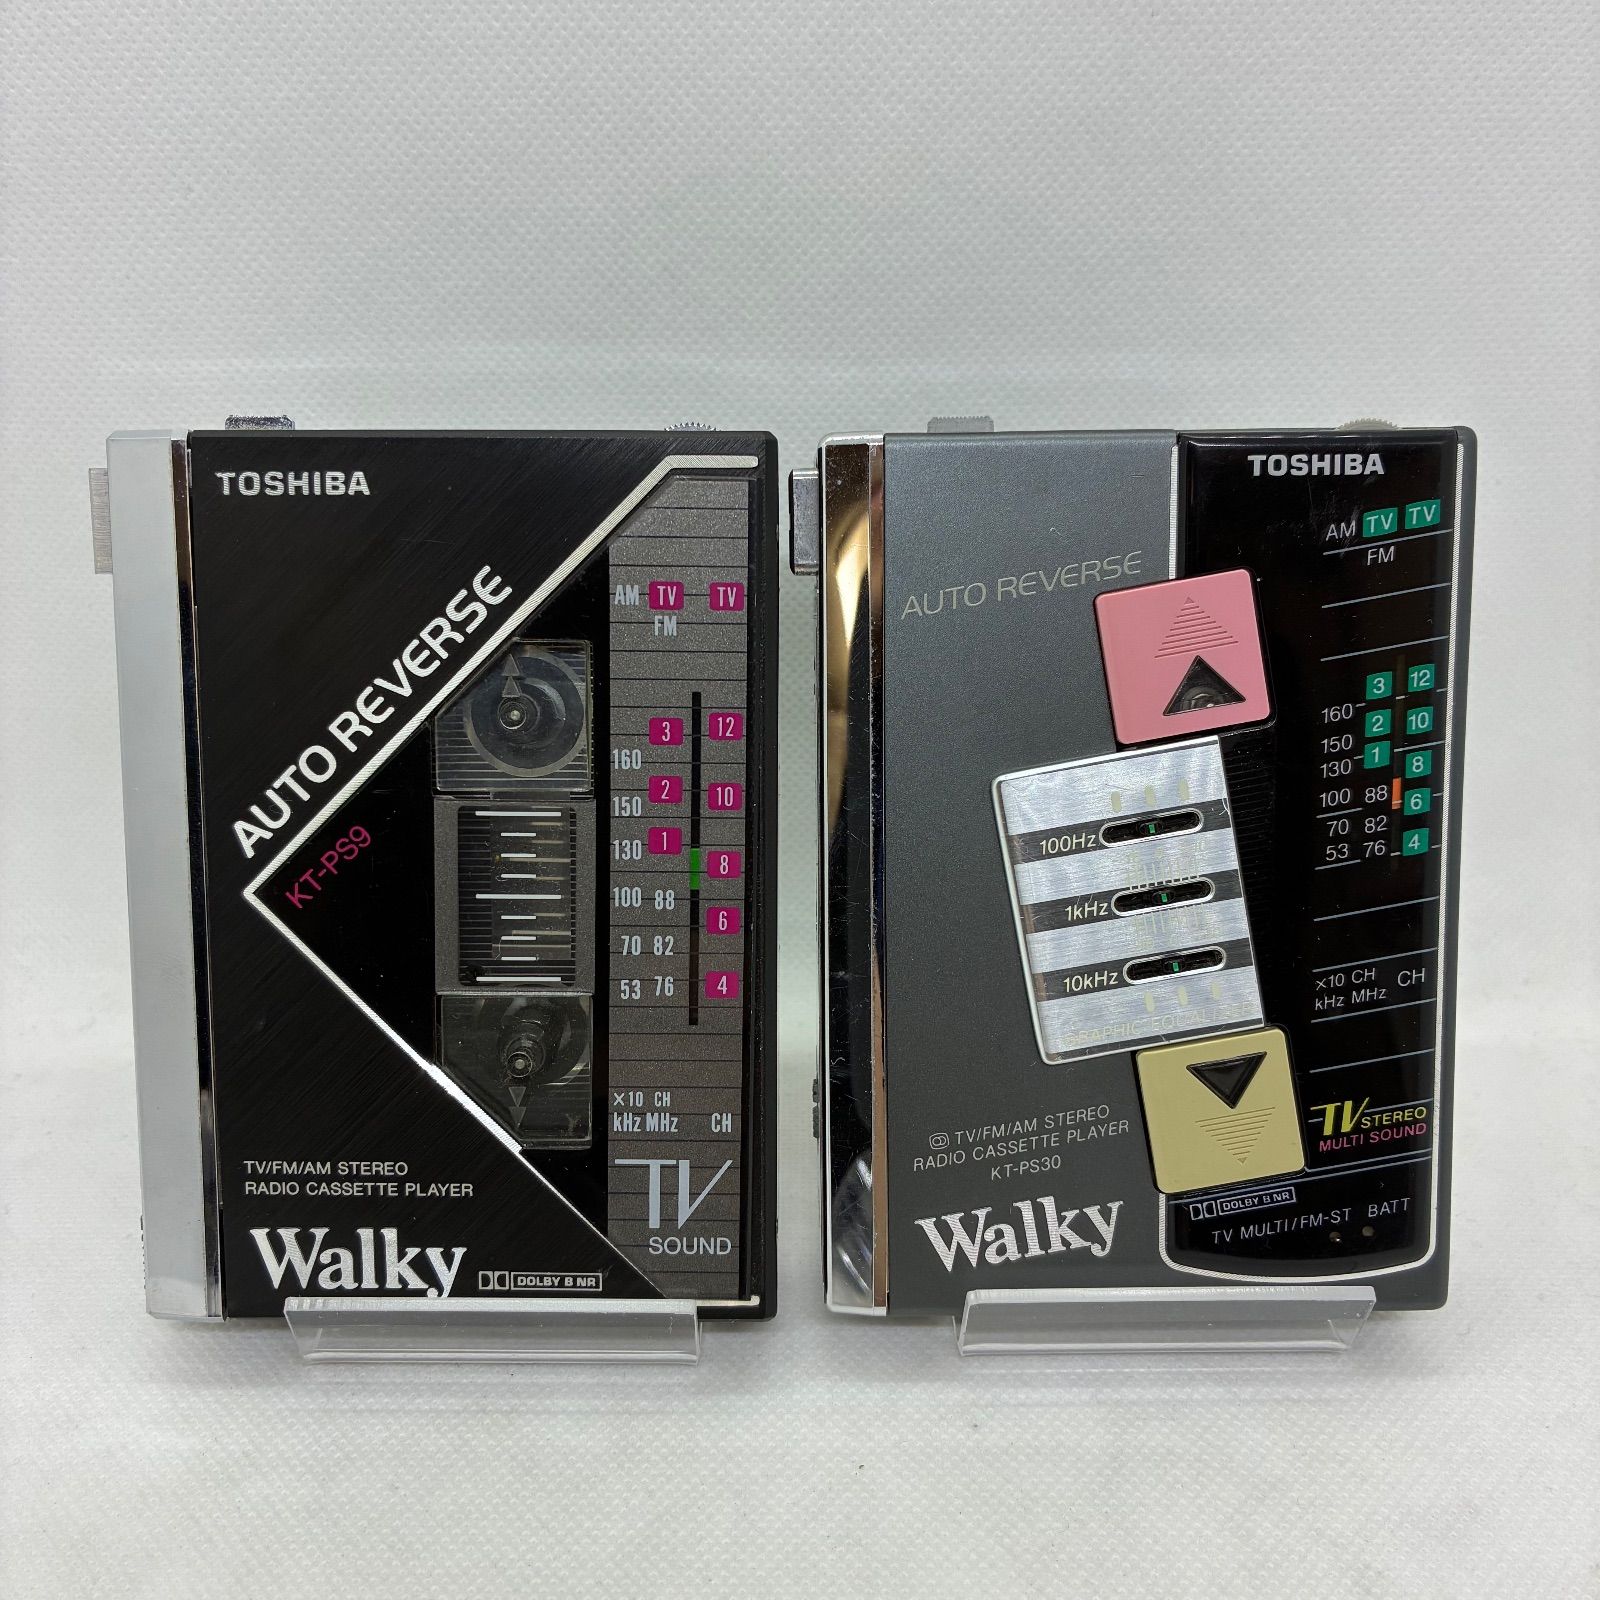 TOSHIBA
AUTO REVERSE
KT-PS9
AM TV TV
FM
3 12
160
2 10
150
1
130 8
100 88
6
70 82
53 76 4
×10 CH
kHz MHz CH
TV
SOUND
TV/FM/AM STEREO
RADIO CASSETTE PLAYER
Walky
DOLBY B NR
TOSHIBA
AM TV TV
FM
AUTO REVERSE
3 12
160
2 10
150
1
130 8
100 88
6
70 82
53 76 4
100Hz
1kHz
10kHz
GRAPHIC EQUALIZER
×10 CH CH
kHz MHz
TV STEREO
MULTI SOUND
TV/FM/AM STEREO
RADIO CASSETTE PLAYER
KT-PS30
Walky
DOLBY B NR
TV MULTI/FM-ST BATT